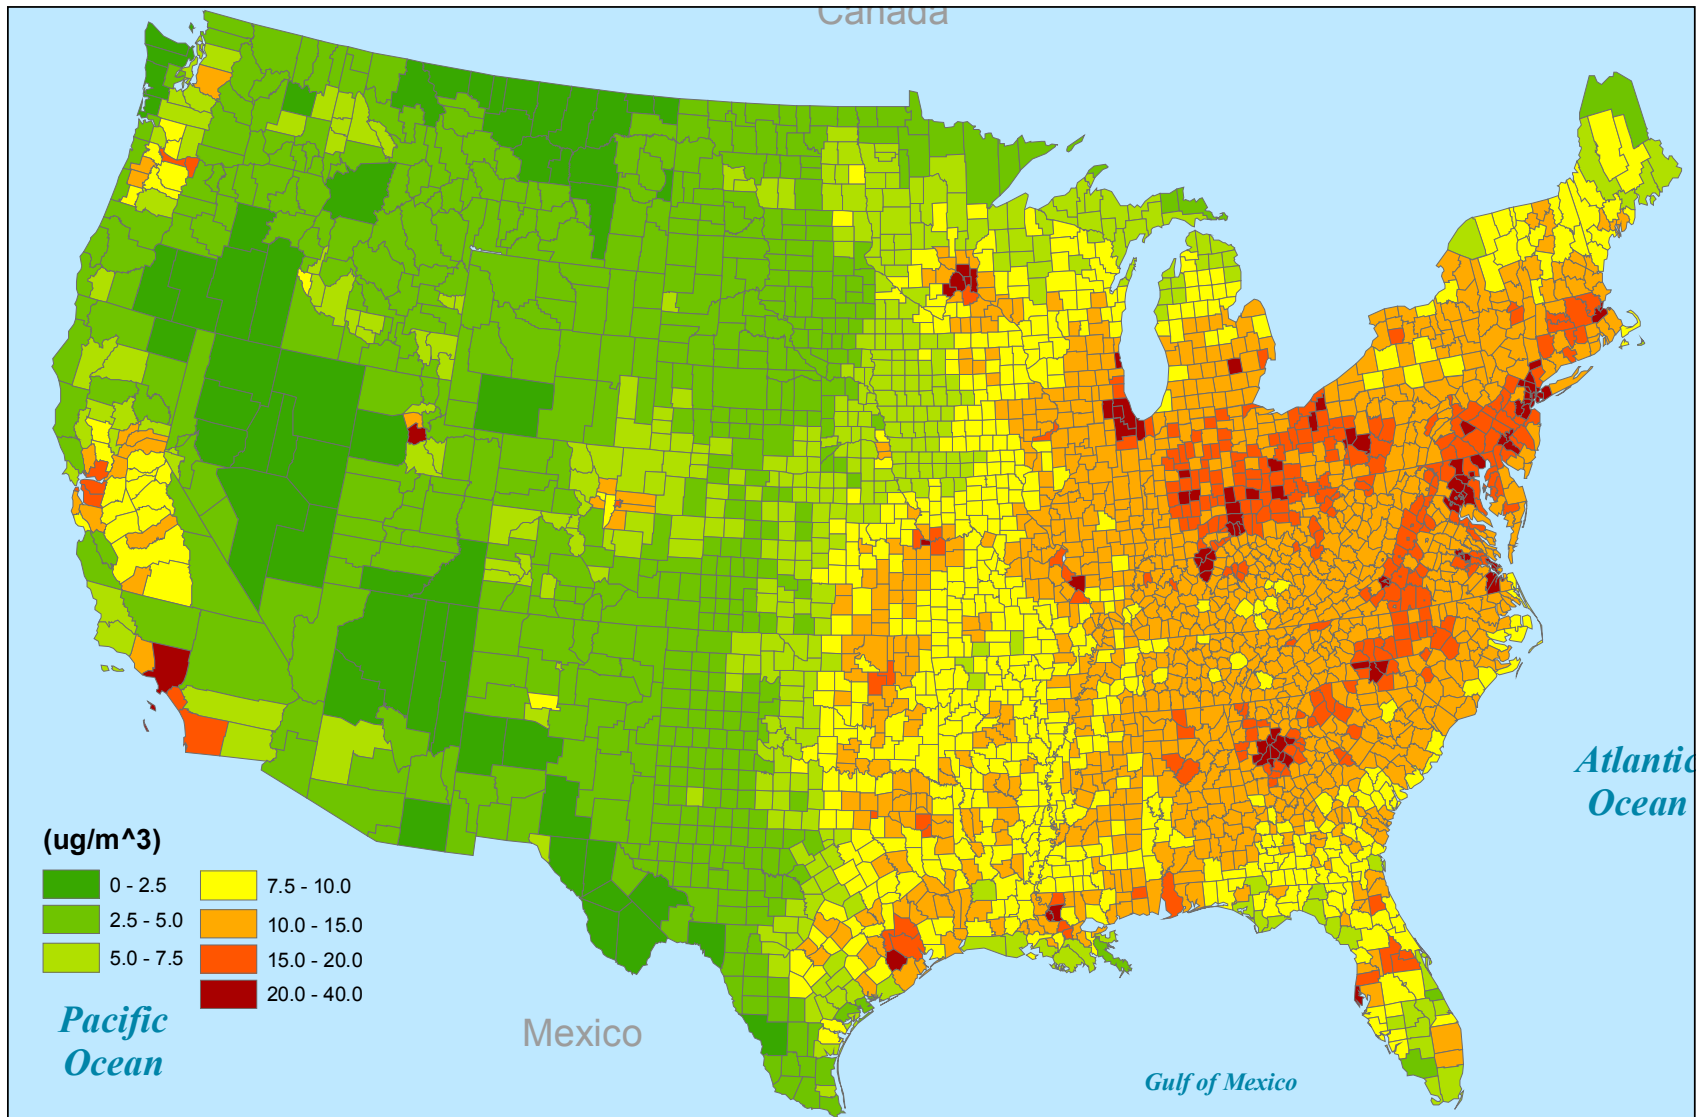 Canada
Atlantic
Ocean
(ug/m^3)
0 - 2.5
2.5 - 5.0
5.0 - 7.5
7.5 - 10.0
10.0 - 15.0
15.0 - 20.0
20.0 - 40.0
Pacific
Ocean
Mexico
Gulf of Mexico